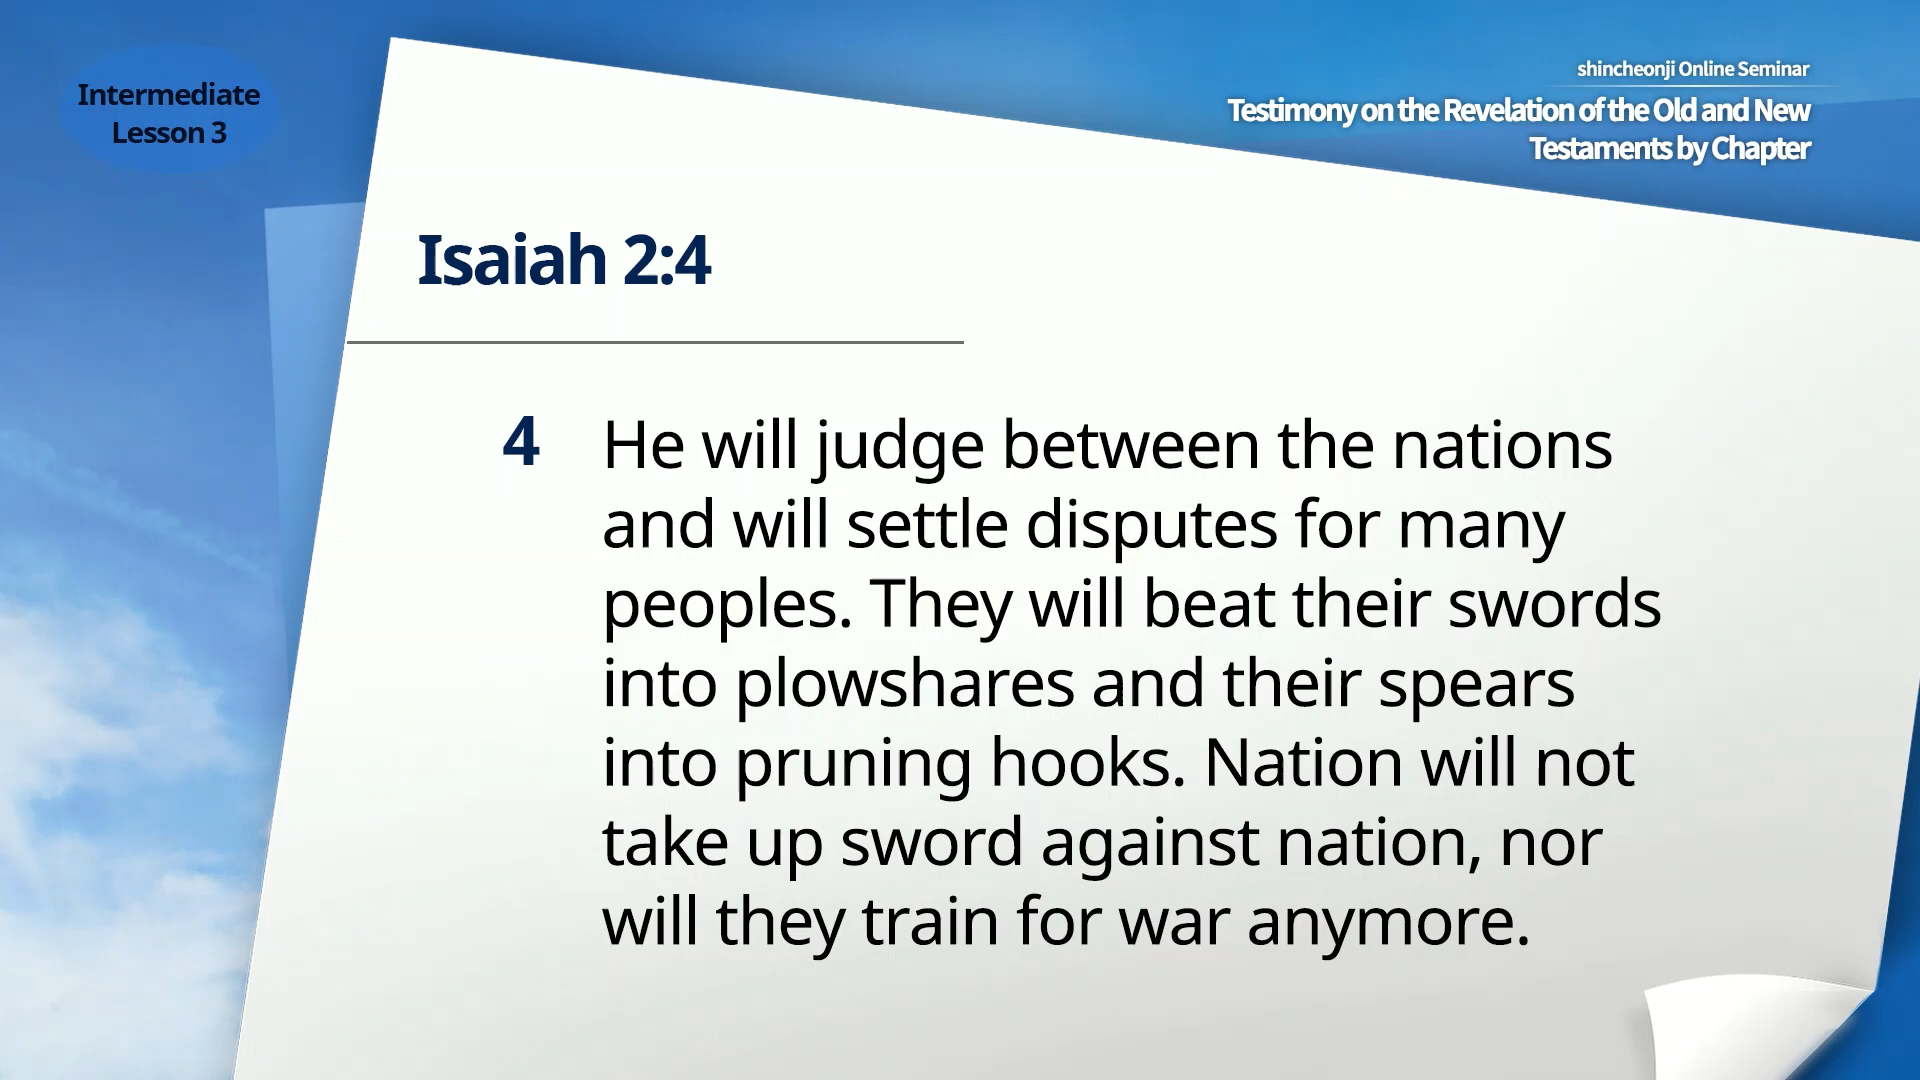 Intermediate
Lesson 3
shincheonji Online Seminar
Testimony on the Revelation of the Old and New
Testaments by Chapter
Isaiah 2:4
4 He will judge between the nations
and will settle disputes for many
peoples. They will beat their swords
into plowshares and their spears
into pruning hooks. Nation will not
take up sword against nation, nor
will they train for war anymore.